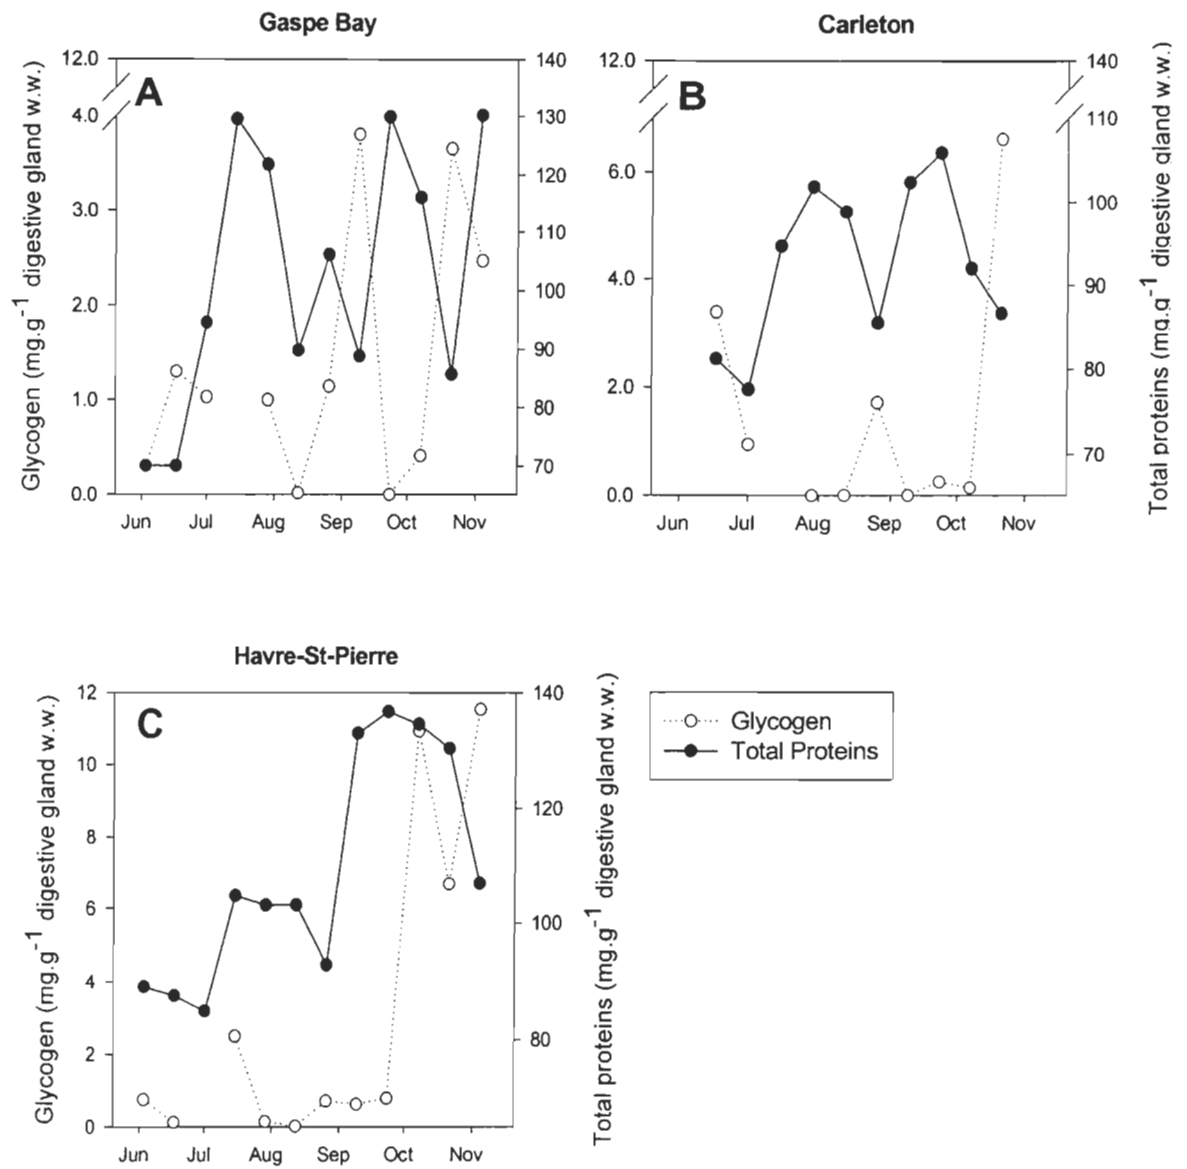 Gaspe Bay
A
Glycogen (mg.g-1 digestive gland w.w.)
12.0
4.0
3.0
2.0
1.0
0.0
140
130
120
110
100
90
80
70
Jun Jul Aug Sep Oct Nov
Carleton
B
12.0
6.0
4.0
2.0
0.0
140
110
100
90
80
70
Total proteins (mg.g-1 digestive gland w.w.)
Jun Jul Aug Sep Oct Nov
Havre-St-Pierre
C
Glycogen (mg.g-1 digestive gland w.w.)
12
10
8
6
4
2
0
140
120
100
80
Total proteins (mg.g-1 digestive gland w.w.)
Jun Jul Aug Sep Oct Nov
Glycogen
Total Proteins